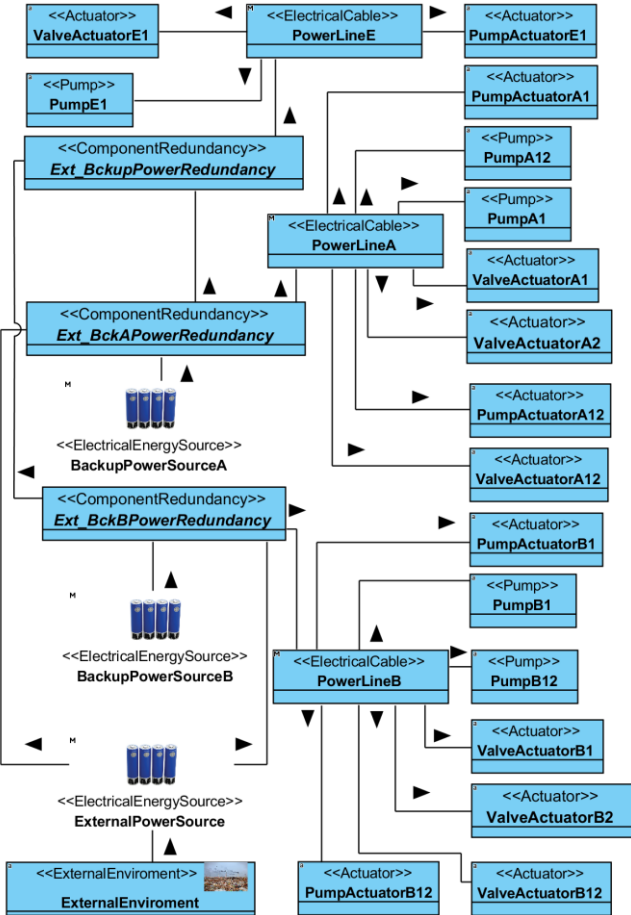 <<Actuator>>
ValveActuatorE1
<<ElectricalCable>>
PowerLineE
<<Actuator>>
PumpActuatorE1
<<Pump>>
PumpE1
<<Actuator>>
PumpActuatorA1
<<ComponentRedundancy>>
Ext_BckupPowerRedundancy
<<Pump>>
PumpA12
<<Pump>>
PumpA1
<<ElectricalCable>>
PowerLineA
<<Actuator>>
ValveActuatorA1
<<ComponentRedundancy>>
Ext_BckAPowerRedundancy
<<Actuator>>
ValveActuatorA2
<<Actuator>>
PumpActuatorA12
<<ElectricalEnergySource>>
BackupPowerSourceA
<<Actuator>>
ValveActuatorA12
<<ComponentRedundancy>>
Ext_BckBPowerRedundancy
<<Actuator>>
PumpActuatorB1
<<Pump>>
PumpB1
<<ElectricalEnergySource>>
BackupPowerSourceB
<<ElectricalCable>>
PowerLineB
<<Pump>>
PumpB12
<<Actuator>>
ValveActuatorB1
<<ElectricalEnergySource>>
ExternalPowerSource
<<Actuator>>
ValveActuatorB2
<<ExternalEnviroment>>
ExternalEnviroment
<<Actuator>>
PumpActuatorB12
<<Actuator>>
ValveActuatorB12